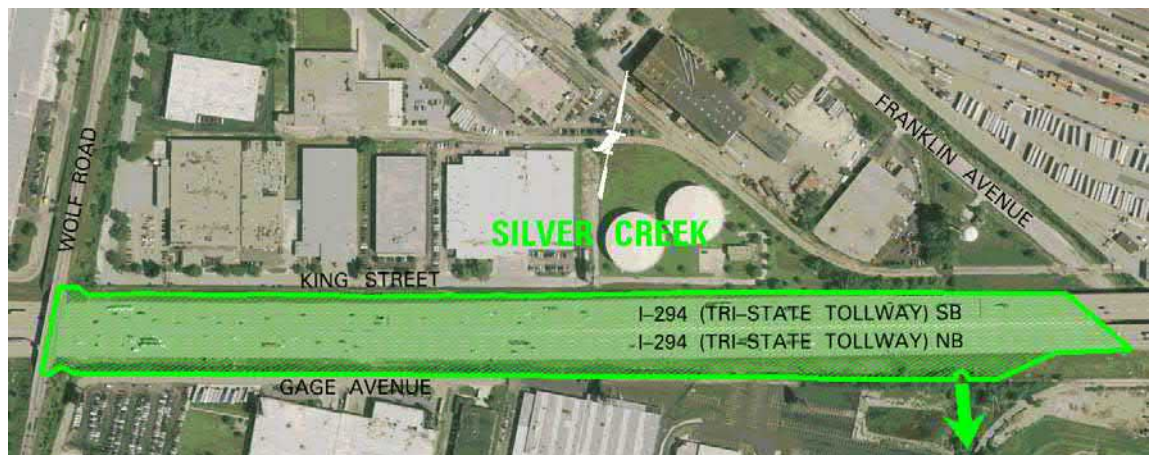 FRANKLIN AVENUE
WOLF ROAD
SILVER CREEK
KING STREET
I-294 (TRI-STATE TOLLWAY) SB
I-294 (TRI-STATE TOLLWAY) NB
GAGE AVENUE